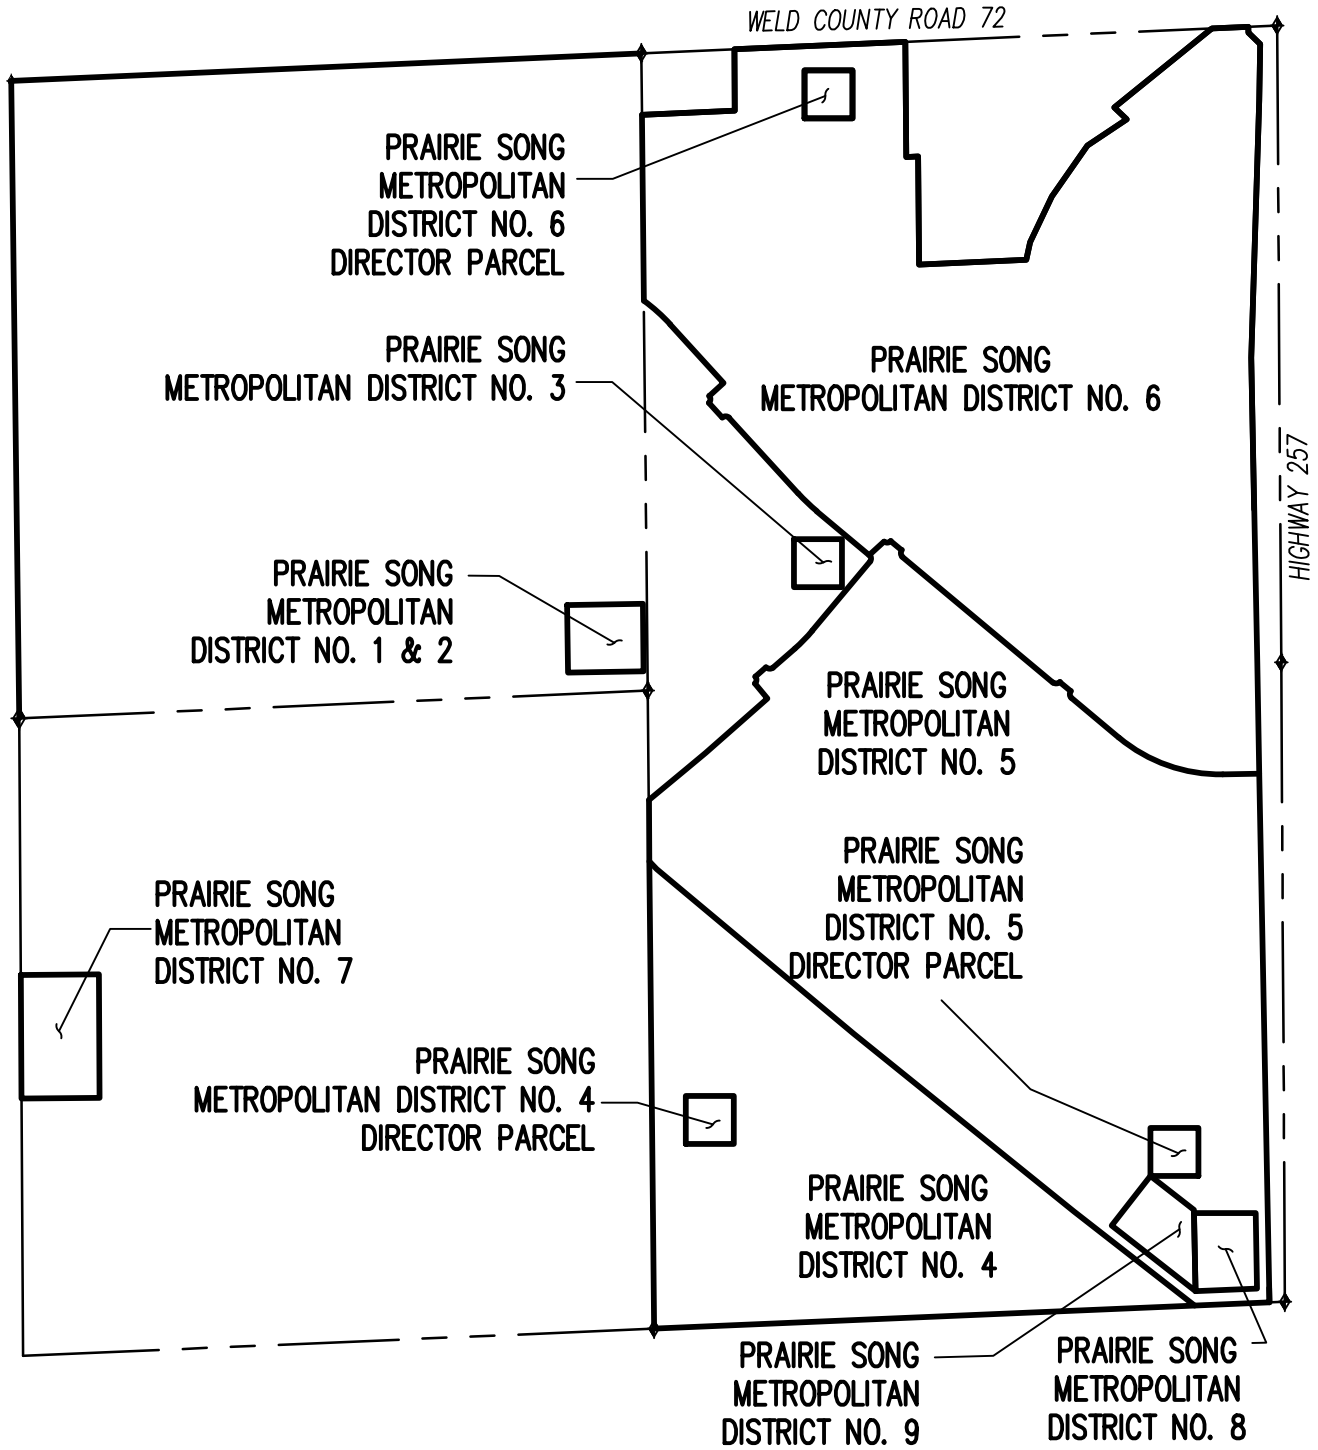 WELD COUNTY ROAD 72
PRAIRIE SONG
METROPOLITAN
DISTRICT NO. 6
DIRECTOR PARCEL
PRAIRIE SONG
METROPOLITAN DISTRICT NO. 3
PRAIRIE SONG
METROPOLITAN DISTRICT NO. 6
HIGHWAY 257
PRAIRIE SONG
METROPOLITAN
DISTRICT NO. 1 & 2
PRAIRIE SONG
METROPOLITAN
DISTRICT NO. 5
PRAIRIE SONG
METROPOLITAN
DISTRICT NO. 5
DIRECTOR PARCEL
PRAIRIE SONG
METROPOLITAN
DISTRICT NO. 7
PRAIRIE SONG
METROPOLITAN DISTRICT NO. 4
DIRECTOR PARCEL
PRAIRIE SONG
METROPOLITAN
DISTRICT NO. 4
PRAIRIE SONG
METROPOLITAN
DISTRICT NO. 9
PRAIRIE SONG
METROPOLITAN
DISTRICT NO. 8